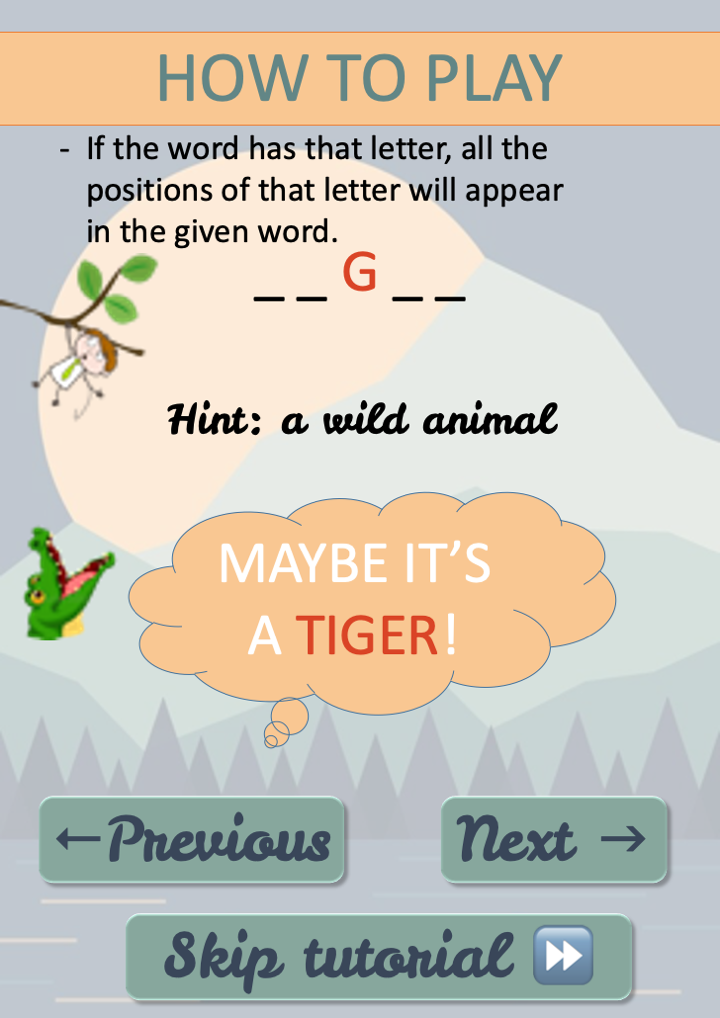 HOW TO PLAY
- If the word has that letter, all the
positions of that letter will appear
in the given word.
_ _ G _ _
Hint: a wild animal
MAYBE IT’S
A TIGER!
←Previous
Next →
Skip tutorial ⏩